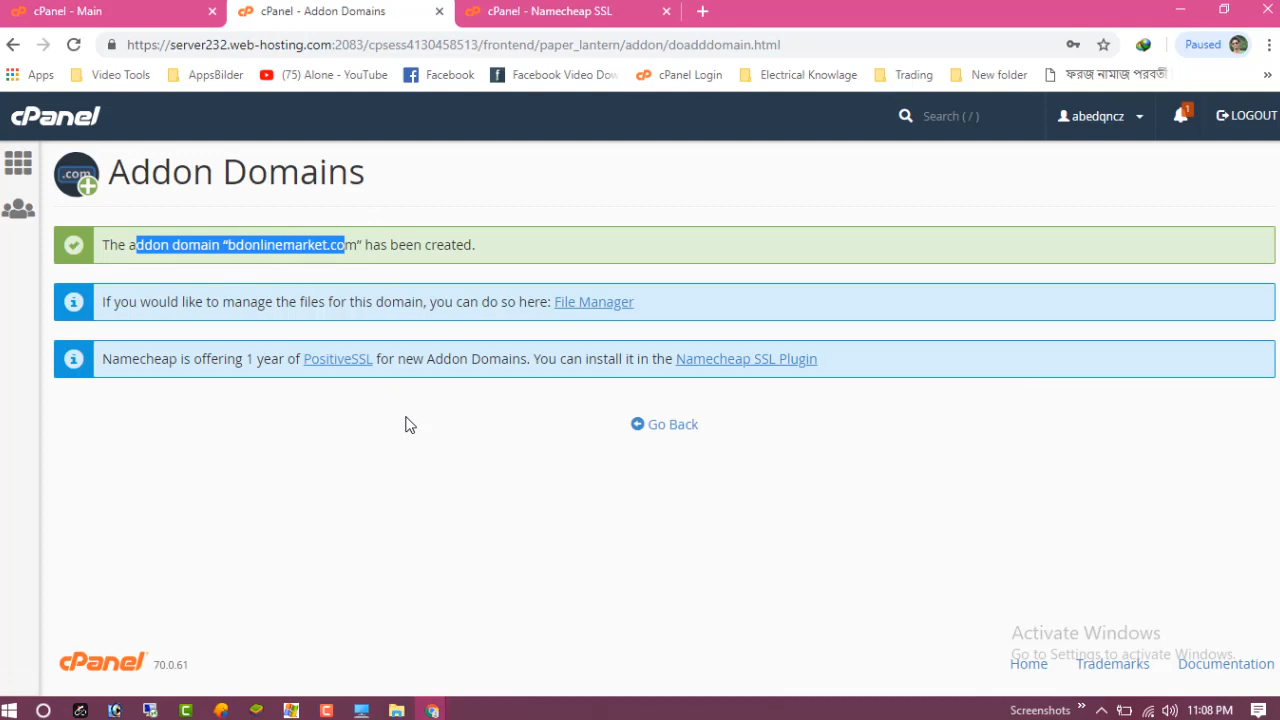 cPanel - Main
cPanel - Addon Domains
cPanel - Namecheap SSL
https://server232.web-hosting.com:2083/cpsess4130458513/frontend/paper_lantern/addon/doadddomain.html
Paused
Apps
Video Tools
AppsBilder
(75) Alone - YouTube
Facebook
Facebook Video Dow
cPanel Login
Electrical Knowlage
Trading
New folder
ফরজ নামাজ পরবর্তী
»
cPanel
Search ( / )
abedqncz
1
LOGOUT
.com
Addon Domains
The addon domain “bdonlinemarket.com” has been created.
If you would like to manage the files for this domain, you can do so here: File Manager
Namecheap is offering 1 year of PositiveSSL for new Addon Domains. You can install it in the Namecheap SSL Plugin
Go Back
Activate Windows
Go to Settings to activate Windows.
cPanel 70.0.61
Home
Trademarks
Documentation
Screenshots
»
11:08 PM